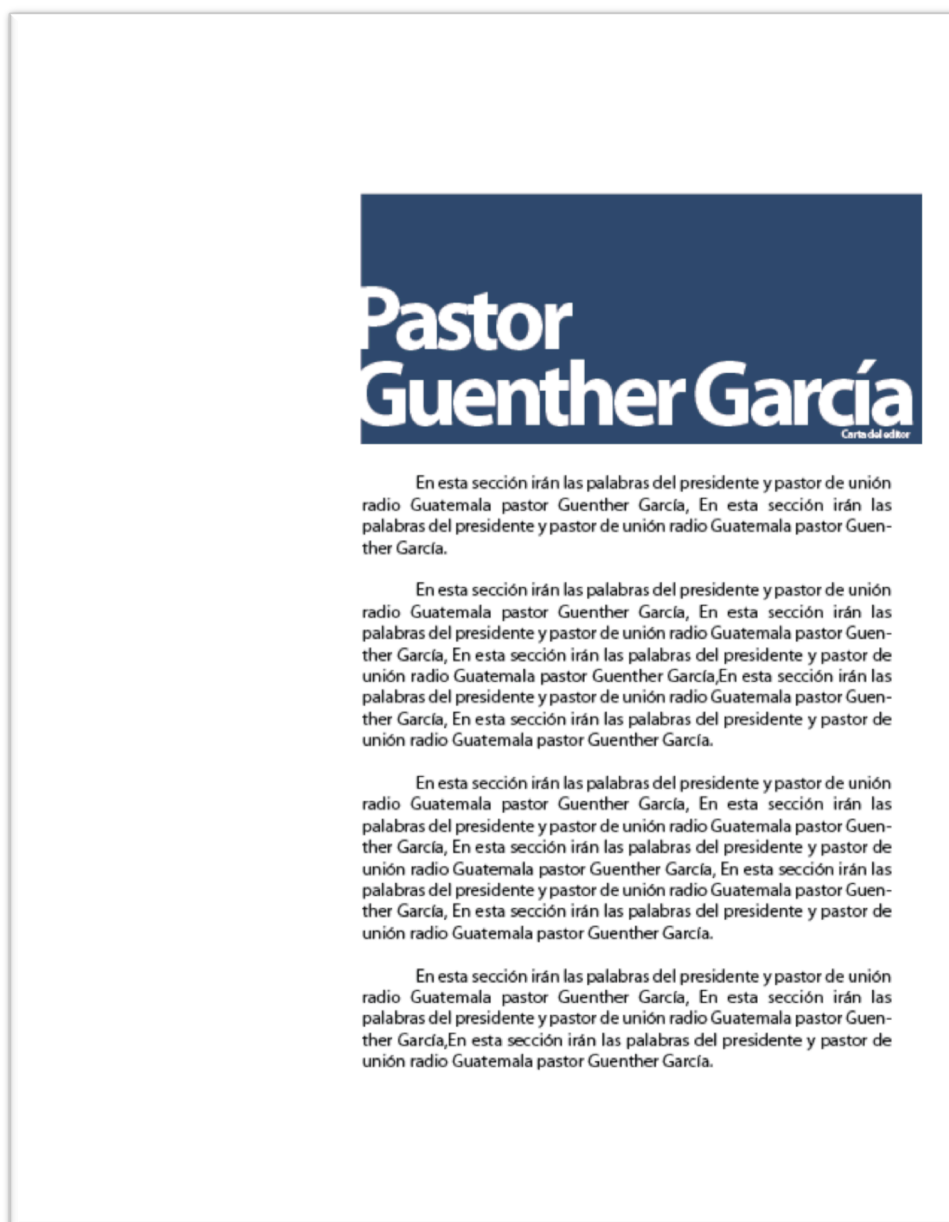 Pastor
Guenther García
Carta del editor
En esta sección irán las palabras del presidente y pastor de unión
radio Guatemala pastor Guenther García, En esta sección irán las
palabras del presidente y pastor de unión radio Guatemala pastor Guen-
ther García.
En esta sección irán las palabras del presidente y pastor de unión
radio Guatemala pastor Guenther García, En esta sección irán las
palabras del presidente y pastor de unión radio Guatemala pastor Guen-
ther García, En esta sección irán las palabras del presidente y pastor de
unión radio Guatemala pastor Guenther García,En esta sección irán las
palabras del presidente y pastor de unión radio Guatemala pastor Guen-
ther García, En esta sección irán las palabras del presidente y pastor de
unión radio Guatemala pastor Guenther García.
En esta sección irán las palabras del presidente y pastor de unión
radio Guatemala pastor Guenther García, En esta sección irán las
palabras del presidente y pastor de unión radio Guatemala pastor Guen-
ther García, En esta sección irán las palabras del presidente y pastor de
unión radio Guatemala pastor Guenther García, En esta sección irán las
palabras del presidente y pastor de unión radio Guatemala pastor Guen-
ther García, En esta sección irán las palabras del presidente y pastor de
unión radio Guatemala pastor Guenther García.
En esta sección irán las palabras del presidente y pastor de unión
radio Guatemala pastor Guenther García, En esta sección irán las
palabras del presidente y pastor de unión radio Guatemala pastor Guen-
ther García,En esta sección irán las palabras del presidente y pastor de
unión radio Guatemala pastor Guenther García.